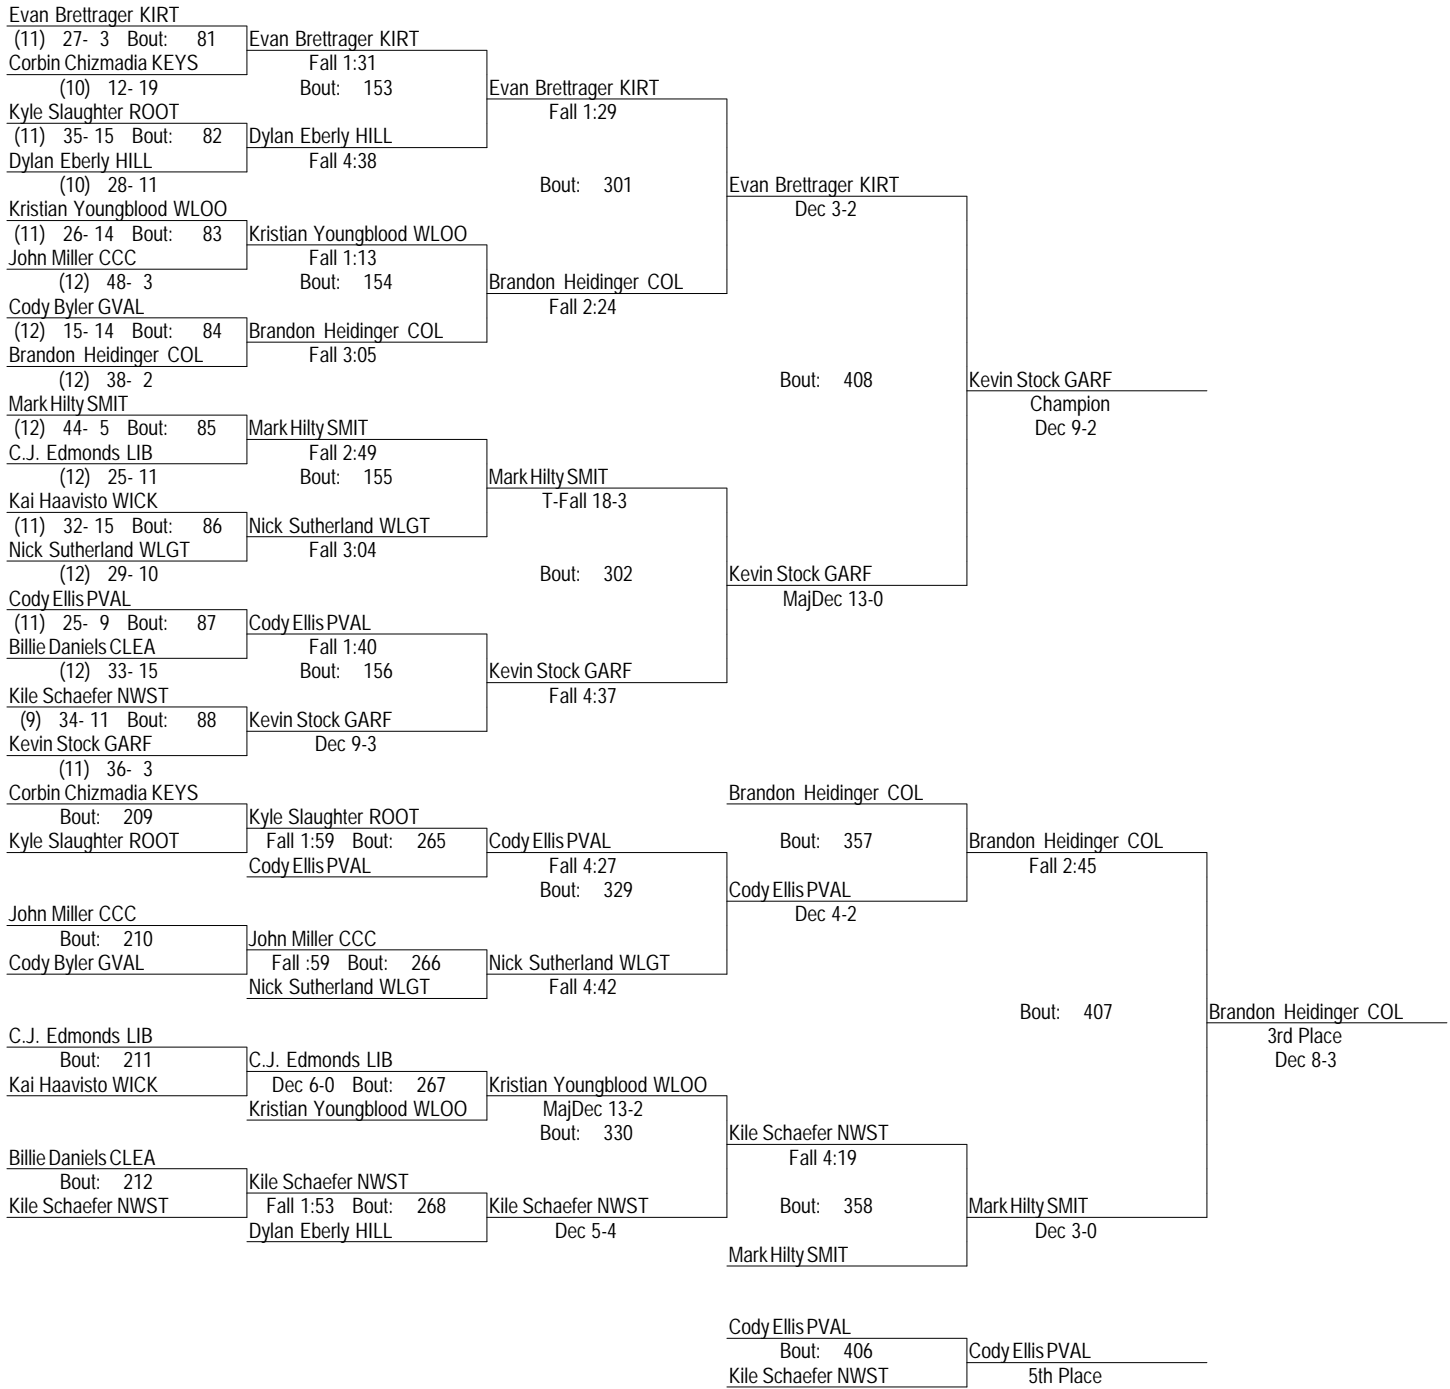 Evan Brettrager KIRT
(11) 27- 3 Bout: 81 Evan Brettrager KIRT
Corbin Chizmadia KEYS Fall 1:31
(10) 12- 19 Bout: 153 Evan Brettrager KIRT
Kyle Slaughter ROOT Fall 1:29
(11) 35- 15 Bout: 82 Dylan Eberly HILL
Dylan Eberly HILL Fall 4:38
(10) 28- 11 Bout: 301 Evan Brettrager KIRT
Kristian Youngblood WLOO Dec 3-2
(11) 26- 14 Bout: 83 Kristian Youngblood WLOO
John Miller CCC Fall 1:13
(12) 48- 3 Bout: 154 Brandon Heidinger COL
Cody Byler GVAL Fall 2:24
(12) 15- 14 Bout: 84 Brandon Heidinger COL
Brandon Heidinger COL Fall 3:05
(12) 38- 2 Bout: 408 Kevin Stock GARF
Mark Hilty SMIT Champion
(12) 44- 5 Bout: 85 Mark Hilty SMIT Dec 9-2
C.J. Edmonds LIB Fall 2:49
(12) 25- 11 Bout: 155 Mark Hilty SMIT
Kai Haavisto WICK T-Fall 18-3
(11) 32- 15 Bout: 86 Nick Sutherland WLGT
Nick Sutherland WLGT Fall 3:04
(12) 29- 10 Bout: 302 Kevin Stock GARF
Cody Ellis PVAL MajDec 13-0
(11) 25- 9 Bout: 87 Cody Ellis PVAL
Billie Daniels CLEA Fall 1:40
(12) 33- 15 Bout: 156 Kevin Stock GARF
Kile Schaefer NWST Fall 4:37
(9) 34- 11 Bout: 88 Kevin Stock GARF
Kevin Stock GARF Dec 9-3
(11) 36- 3
Corbin Chizmadia KEYS Brandon Heidinger COL
Bout: 209 Kyle Slaughter ROOT
Kyle Slaughter ROOT Fall 1:59 Bout: 265 Cody Ellis PVAL Bout: 357 Brandon Heidinger COL
Cody Ellis PVAL Fall 4:27 Fall 2:45
Bout: 329 Cody Ellis PVAL
John Miller CCC Dec 4-2
Bout: 210 John Miller CCC
Cody Byler GVAL Fall :59 Bout: 266 Nick Sutherland WLGT
Nick Sutherland WLGT Fall 4:42
Bout: 407 Brandon Heidinger COL
C.J. Edmonds LIB 3rd Place
Bout: 211 C.J. Edmonds LIB Dec 8-3
Kai Haavisto WICK Dec 6-0 Bout: 267 Kristian Youngblood WLOO
Kristian Youngblood WLOO MajDec 13-2
Bout: 330 Kile Schaefer NWST
Billie Daniels CLEA Fall 4:19
Bout: 212 Kile Schaefer NWST
Kile Schaefer NWST Fall 1:53 Bout: 268 Kile Schaefer NWST Bout: 358 Mark Hilty SMIT
Dylan Eberly HILL Dec 5-4 Dec 3-0
Mark Hilty SMIT
Cody Ellis PVAL
Bout: 406 Cody Ellis PVAL
Kile Schaefer NWST 5th Place